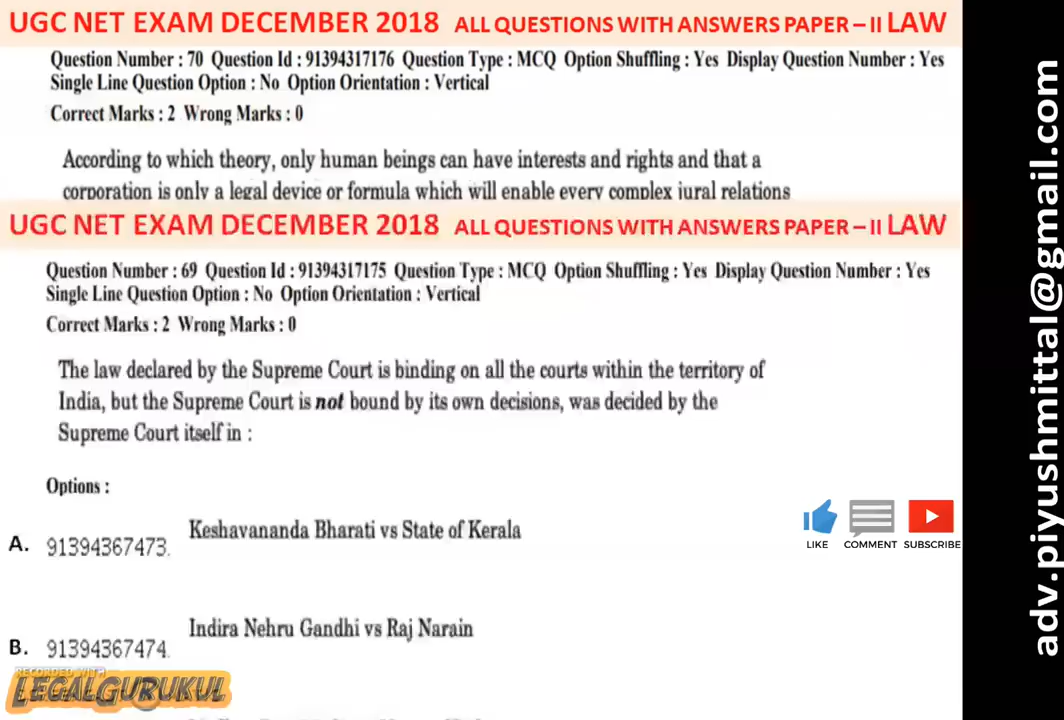 UGC NET EXAM DECEMBER 2018 ALL QUESTIONS WITH ANSWERS PAPER – II LAW
Question Number : 70 Question Id : 91394317176 Question Type : MCQ Option Shuffling : Yes Display Question Number : Yes
Single Line Question Option : No Option Orientation : Vertical
Correct Marks : 2 Wrong Marks : 0
According to which theory, only human beings can have interests and rights and that a
corporation is only a legal device or formula which will enable every complex jural relations
UGC NET EXAM DECEMBER 2018 ALL QUESTIONS WITH ANSWERS PAPER – II LAW
Question Number : 69 Question Id : 91394317175 Question Type : MCQ Option Shuffling : Yes Display Question Number : Yes
Single Line Question Option : No Option Orientation : Vertical
Correct Marks : 2 Wrong Marks : 0
The law declared by the Supreme Court is binding on all the courts within the territory of
India, but the Supreme Court is not bound by its own decisions, was decided by the
Supreme Court itself in :
Options :
Keshavananda Bharati vs State of Kerala
A. 91394367473.
LIKE COMMENT SUBSCRIBE
Indira Nehru Gandhi vs Raj Narain
B. 91394367474.
RECORDED WITH
LEGALGURUKUL
adv.piyushmittal@gmail.com